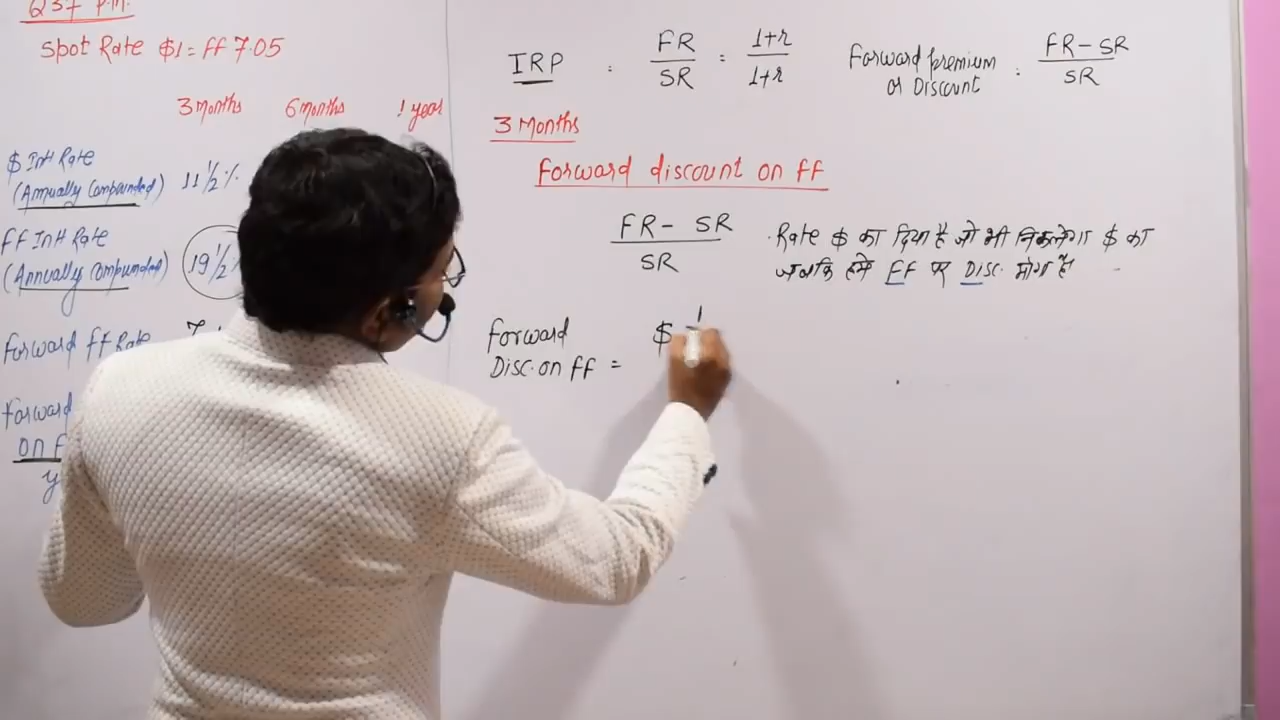 Q37 P.M.
Spot Rate $1 = FF 7.05
3 Months 6 months 1 year
$ Int Rate
(Annually Compounded) 11 1/2 %
FF Int Rate
(Annually Compounded) 19 1/2
Forward FF Rate 7
Forward
on F
IRP = FR/SR = 1+r/1+r
Forward premium or Discount = FR-SR/SR
3 Months
Forward discount on FF
FR - SR
SR
Rate $ का दिया है जो भी निकलेगा $ का
जबकि हमें FF पर Disc. मांगा है
Forward
Disc. on FF = $ 1